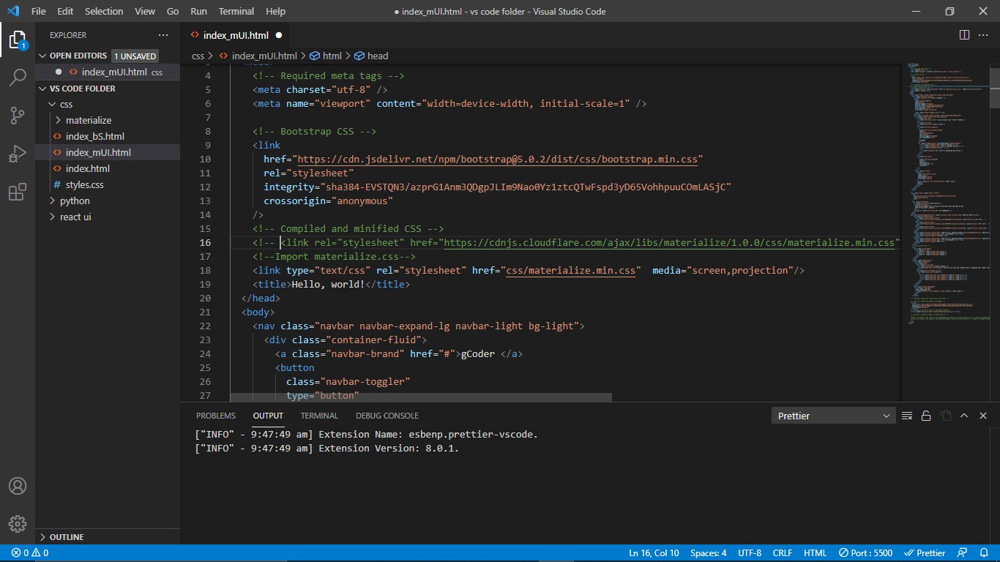 File Edit Selection View Go Run Terminal Help
● index_mUI.html - vs code folder - Visual Studio Code
1
EXPLORER
OPEN EDITORS 1 UNSAVED
index_mUI.html css
VS CODE FOLDER
css
materialize
index_bS.html
index_mUI.html
index.html
# styles.css
python
react ui
OUTLINE
index_mUI.html
css > index_mUI.html > html > head
4 <!-- Required meta tags -->
5 <meta charset="utf-8" />
6 <meta name="viewport" content="width=device-width, initial-scale=1" />
7
8 <!-- Bootstrap CSS -->
9 <link
10 href="https://cdn.jsdelivr.net/npm/bootstrap@5.0.2/dist/css/bootstrap.min.css"
11 rel="stylesheet"
12 integrity="sha384-EVSTQN3/azprG1Anm3QDgpJLIm9Nao0Yz1ztcQTwFspd3yD65VohhpuuCOmLASjC"
13 crossorigin="anonymous"
14 />
15 <!-- Compiled and minified CSS -->
16 <!-- <link rel="stylesheet" href="https://cdnjs.cloudflare.com/ajax/libs/materialize/1.0.0/css/materialize.min.css"
17 <!--Import materialize.css-->
18 <link type="text/css" rel="stylesheet" href="css/materialize.min.css"  media="screen,projection"/>
19 <title>Hello, world!</title>
20 </head>
21 <body>
22 <nav class="navbar navbar-expand-lg navbar-light bg-light">
23 <div class="container-fluid">
24 <a class="navbar-brand" href="#">gCoder </a>
25 <button
26 class="navbar-toggler"
27 type="button"
PROBLEMS OUTPUT TERMINAL DEBUG CONSOLE
Prettier
["INFO" - 9:47:49 am] Extension Name: esbenp.prettier-vscode.
["INFO" - 9:47:49 am] Extension Version: 8.0.1.
0 0
Ln 16, Col 10 Spaces: 4 UTF-8 CRLF HTML Port : 5500 Prettier